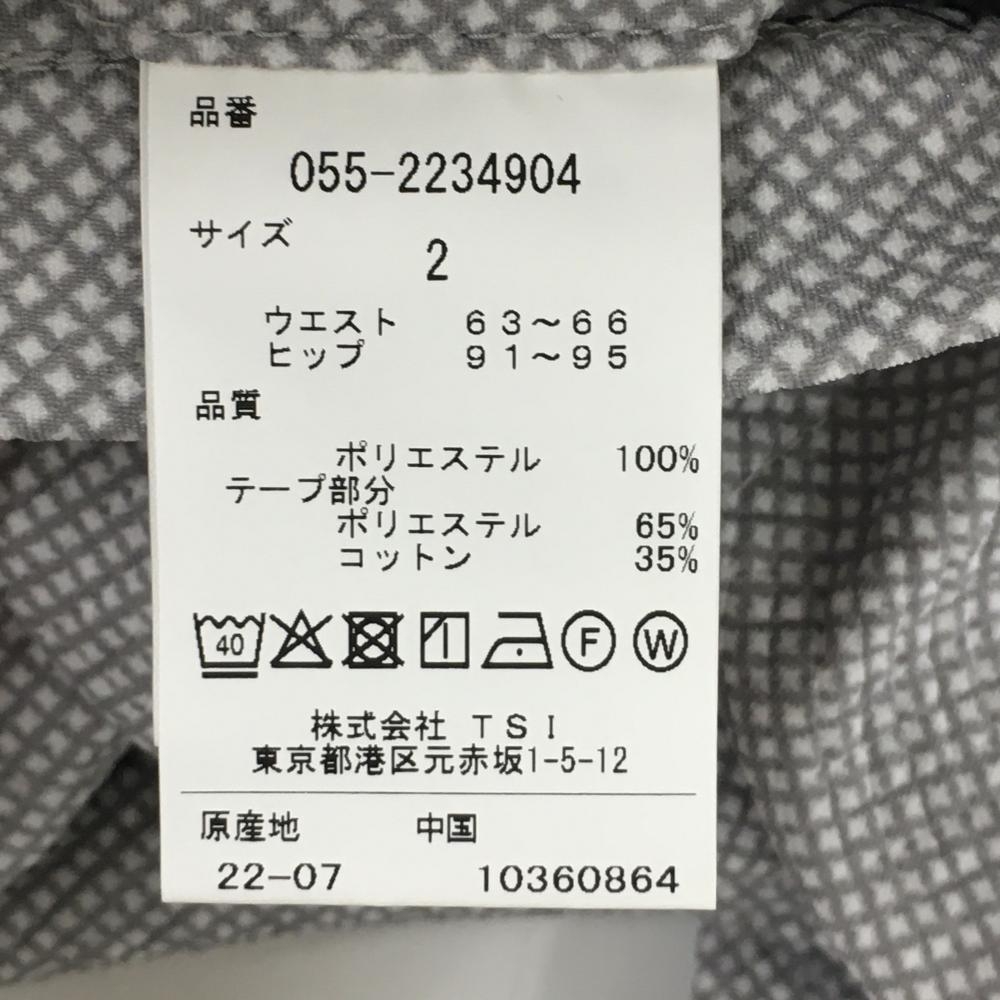 品番
055-2234904
サイズ
2
ウエスト 63～66
ヒップ 91～95
品質
ポリエステル 100%
テープ部分
ポリエステル 65%
コットン 35%
40 F W
株式会社 TSI
東京都港区元赤坂1-5-12
原産地 中国
22-07 10360864